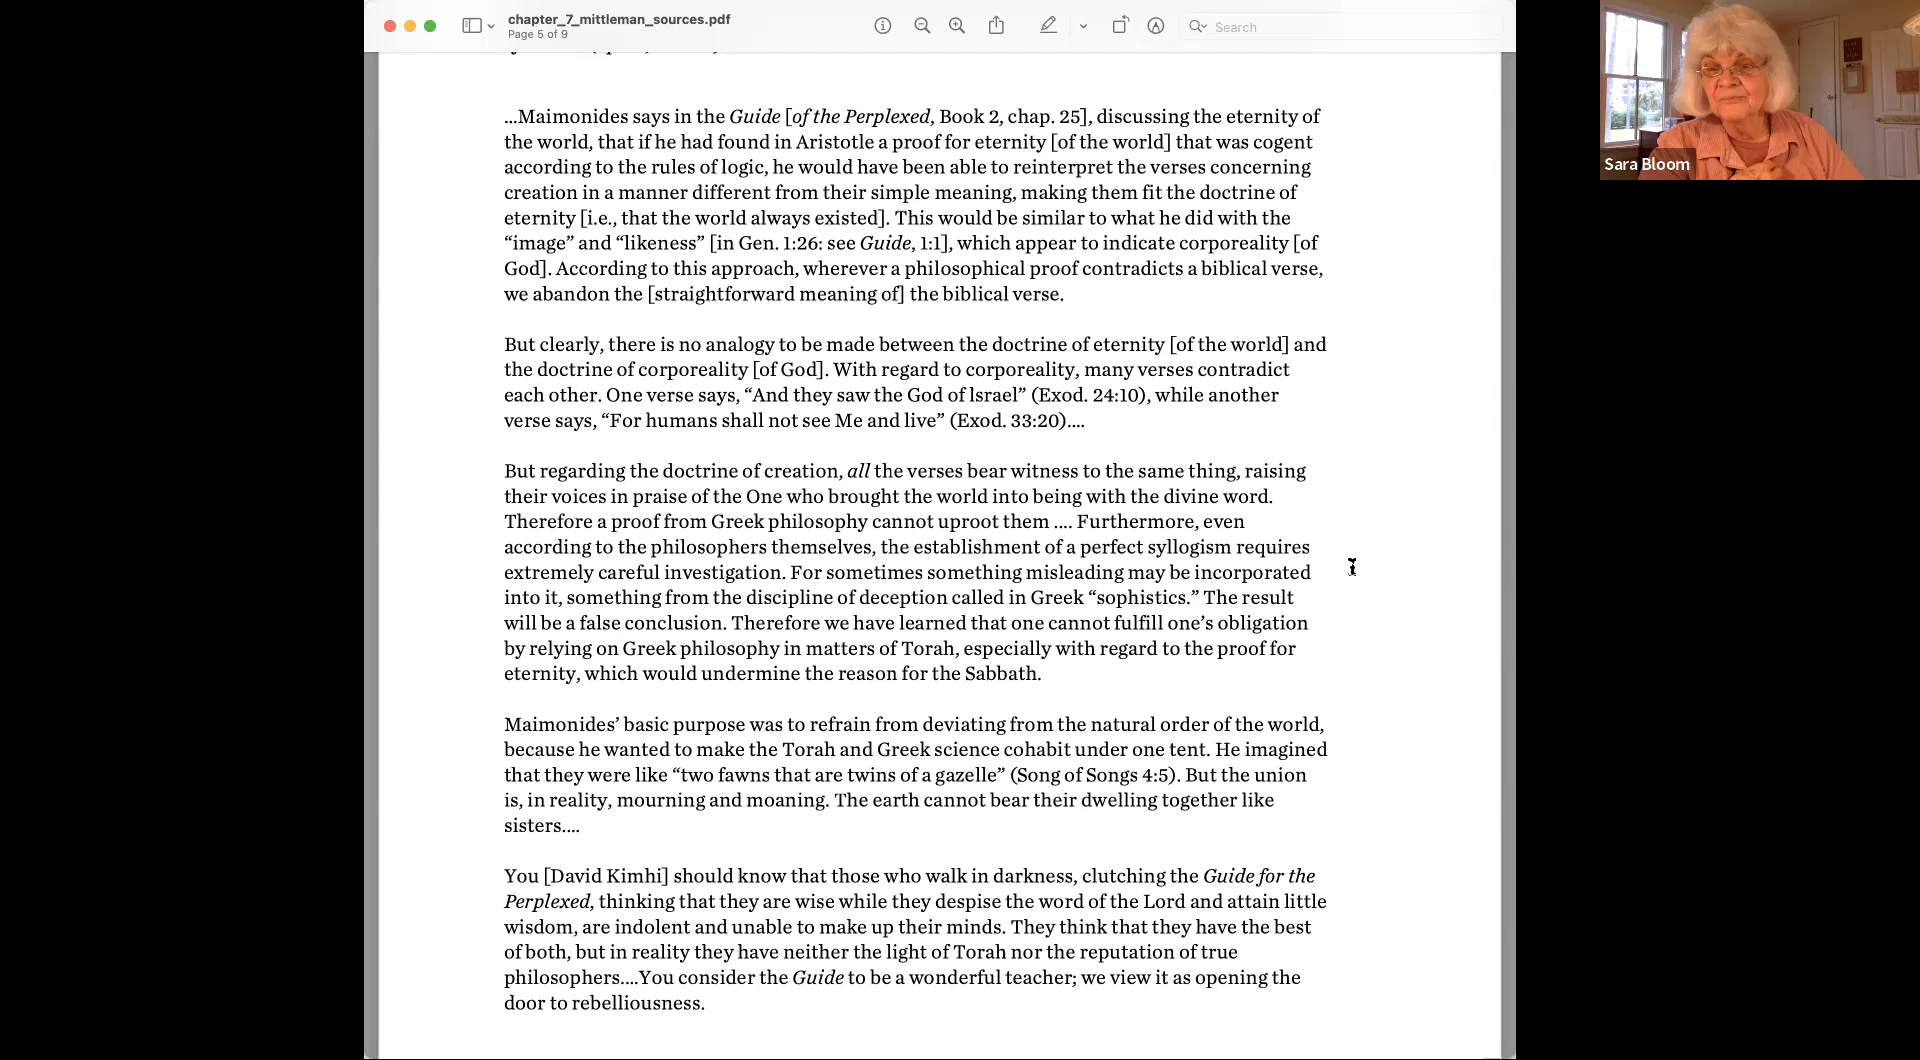 chapter_7_mittleman_sources.pdf
Page 5 of 9
Search
...Maimonides says in the Guide [of the Perplexed, Book 2, chap. 25], discussing the eternity of
the world, that if he had found in Aristotle a proof for eternity [of the world] that was cogent
according to the rules of logic, he would have been able to reinterpret the verses concerning
creation in a manner different from their simple meaning, making them fit the doctrine of
eternity [i.e., that the world always existed]. This would be similar to what he did with the
“image” and “likeness” [in Gen. 1:26: see Guide, 1:1], which appear to indicate corporeality [of
God]. According to this approach, wherever a philosophical proof contradicts a biblical verse,
we abandon the [straightforward meaning of] the biblical verse.
But clearly, there is no analogy to be made between the doctrine of eternity [of the world] and
the doctrine of corporeality [of God]. With regard to corporeality, many verses contradict
each other. One verse says, “And they saw the God of lsrael” (Exod. 24:10), while another
verse says, “For humans shall not see Me and live” (Exod. 33:20)....
But regarding the doctrine of creation, all the verses bear witness to the same thing, raising
their voices in praise of the One who brought the world into being with the divine word.
Therefore a proof from Greek philosophy cannot uproot them .... Furthermore, even
according to the philosophers themselves, the establishment of a perfect syllogism requires
extremely careful investigation. For sometimes something misleading may be incorporated
into it, something from the discipline of deception called in Greek “sophistics.” The result
will be a false conclusion. Therefore we have learned that one cannot fulfill one’s obligation
by relying on Greek philosophy in matters of Torah, especially with regard to the proof for
eternity, which would undermine the reason for the Sabbath.
Maimonides’ basic purpose was to refrain from deviating from the natural order of the world,
because he wanted to make the Torah and Greek science cohabit under one tent. He imagined
that they were like “two fawns that are twins of a gazelle” (Song of Songs 4:5). But the union
is, in reality, mourning and moaning. The earth cannot bear their dwelling together like
sisters....
You [David Kimhi] should know that those who walk in darkness, clutching the Guide for the
Perplexed, thinking that they are wise while they despise the word of the Lord and attain little
wisdom, are indolent and unable to make up their minds. They think that they have the best
of both, but in reality they have neither the light of Torah nor the reputation of true
philosophers....You consider the Guide to be a wonderful teacher; we view it as opening the
door to rebelliousness.
Sara Bloom